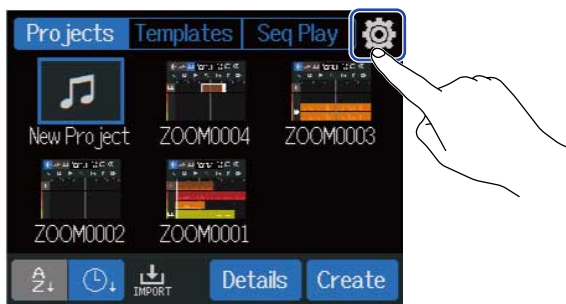 Projects Templates Seq Play
New Project ZOOM0004 ZOOM0003
ZOOM0002 ZOOM0001
A
Z↓ IMPORT Details Create